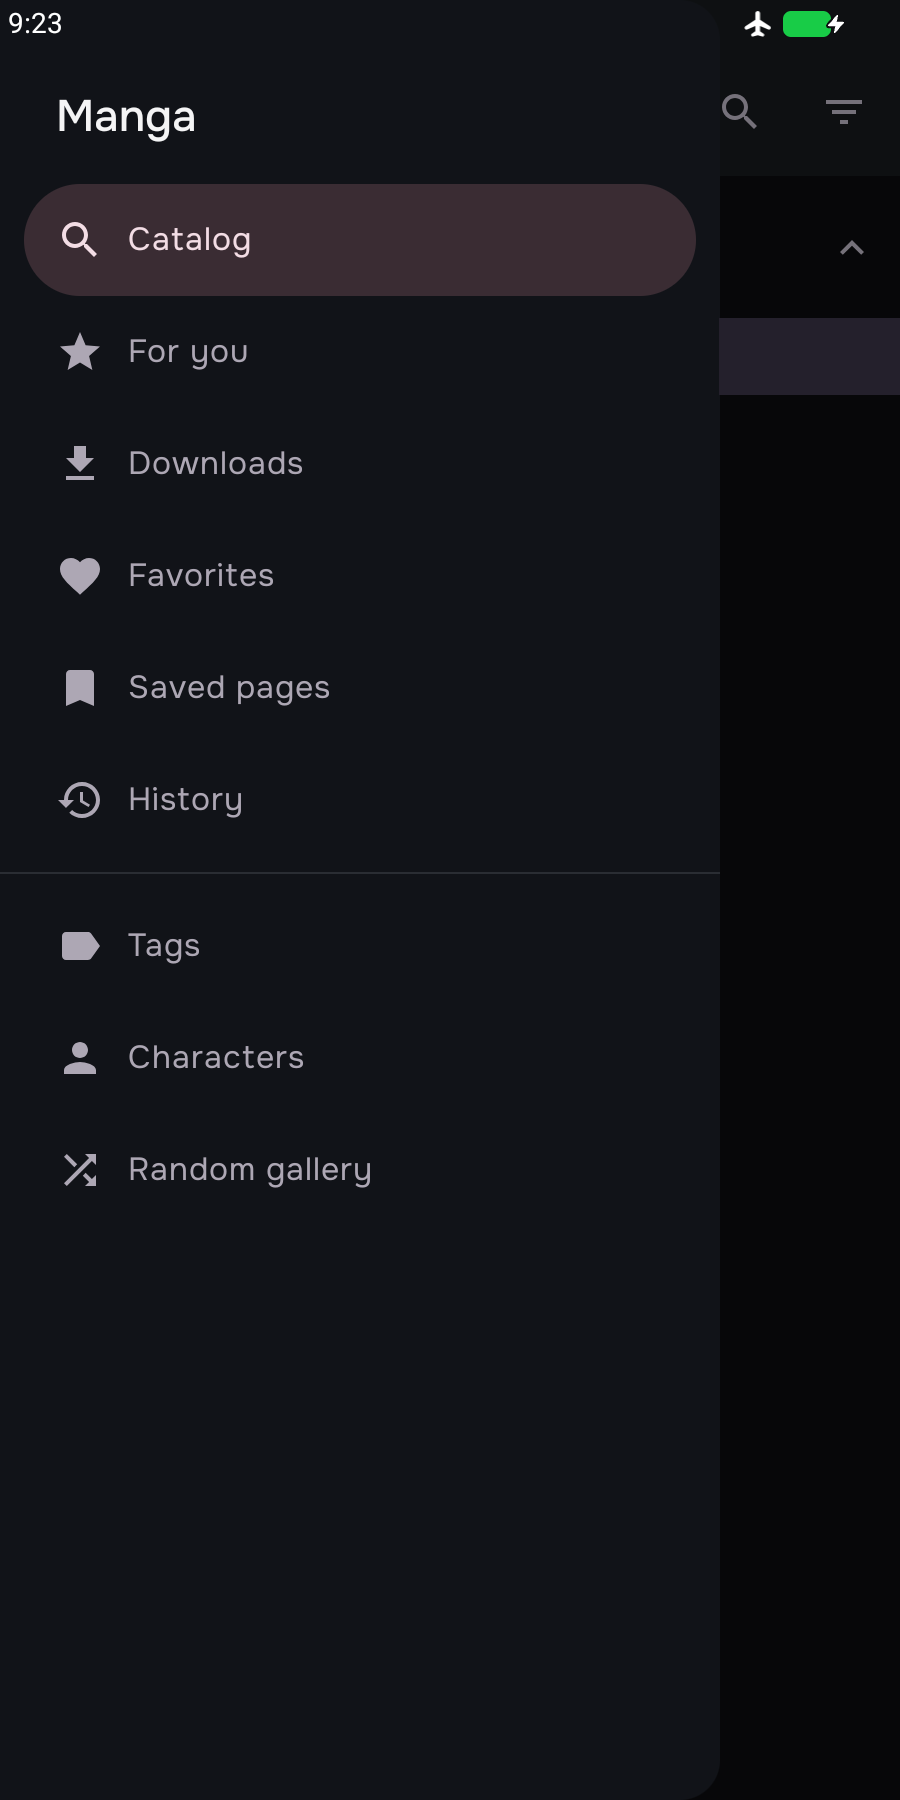 9:23
Manga
Catalog
For you
Downloads
Favorites
Saved pages
History
Tags
Characters
Random gallery